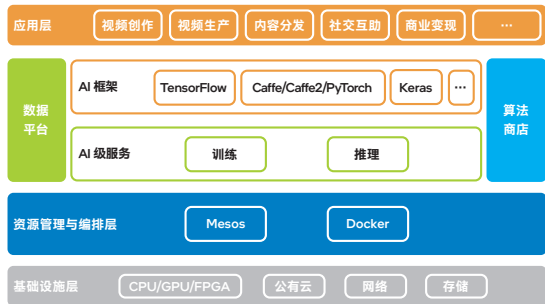 应用层 视频创作 视频生产 内容分发 社交互助 商业变现 …
数据
平台
AI 框架 TensorFlow Caffe/Caffe2/PyTorch Keras …
AI 级服务 训练 推理
算法
商店
资源管理与编排层 Mesos Docker
基础设施层 CPU/GPU/FPGA 公有云 网络 存储